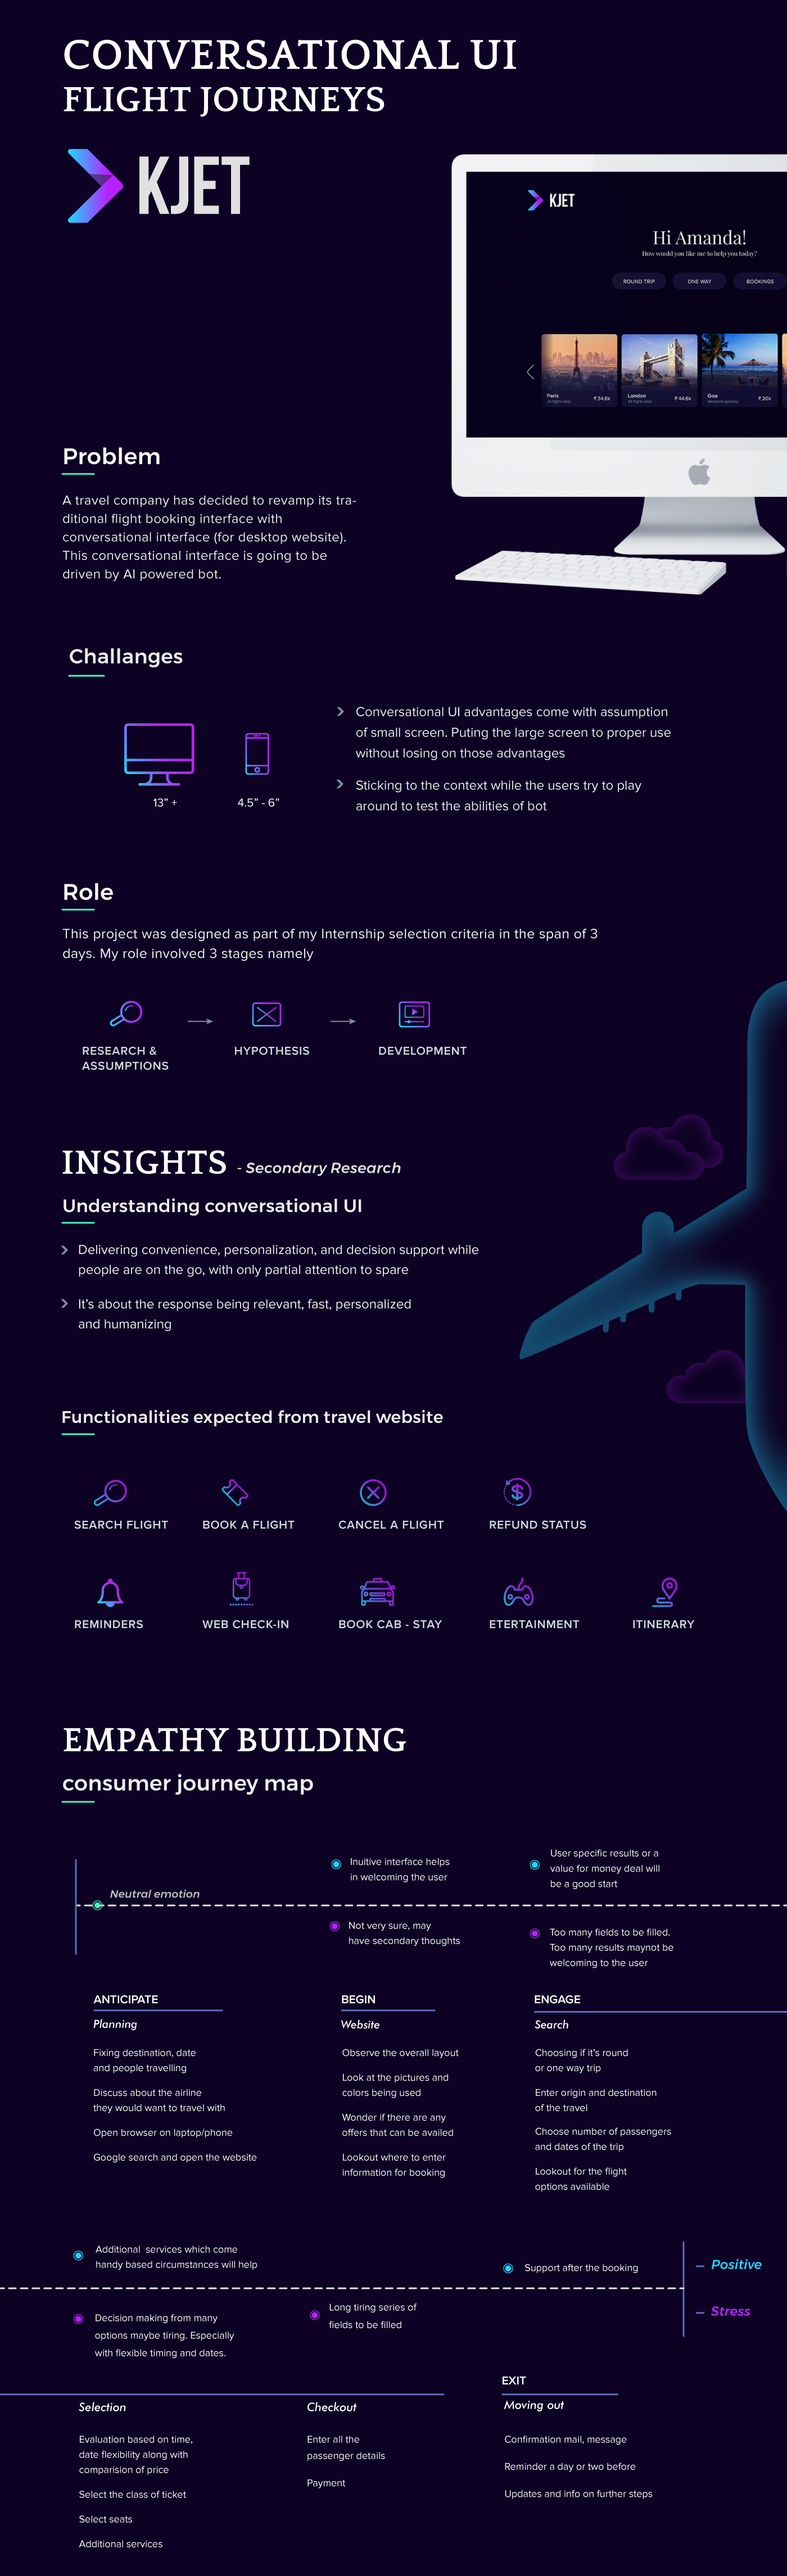 CONVERSATIONAL UI
FLIGHT JOURNEYS
KJET
KJET
Hi Amanda!
How would you like me to help you today?
ROUND TRIP
ONE WAY
BOOKINGS
Paris
₹34.6k
London
₹44.6k
Goa
Weekend getaway
₹20k
Problem
A travel company has decided to revamp its tra-
ditional flight booking interface with
conversational interface (for desktop website).
This conversational interface is going to be
driven by AI powered bot.
Challanges
13" +
4.5" - 6"
Conversational UI advantages come with assumption
of small screen. Puting the large screen to proper use
without losing on those advantages
Sticking to the context while the users try to play
around to test the abilities of bot
Role
This project was designed as part of my Internship selection criteria in the span of 3
days. My role involved 3 stages namely
RESEARCH &
ASSUMPTIONS
HYPOTHESIS
DEVELOPMENT
INSIGHTS - Secondary Research
Understanding conversational UI
Delivering convenience, personalization, and decision support while
people are on the go, with only partial attention to spare
It's about the response being relevant, fast, personalized
and humanizing
Functionalities expected from travel website
SEARCH FLIGHT
BOOK A FLIGHT
CANCEL A FLIGHT
REFUND STATUS
REMINDERS
WEB CHECK-IN
BOOK CAB - STAY
ETERTAINMENT
ITINERARY
EMPATHY BUILDING
consumer journey map
Neutral emotion
Inuitive interface helps
in welcoming the user
User specific results or a
value for money deal will
be a good start
Not very sure, may
have secondary thoughts
Too many fields to be filled.
Too many results maynot be
welcoming to the user
ANTICIPATE
Planning
Fixing destination, date
and people travelling
Discuss about the airline
they would want to travel with
Open browser on laptop/phone
Google search and open the website
BEGIN
Website
Observe the overall layout
Look at the pictures and
colors being used
Wonder if there are any
offers that can be availed
Lookout where to enter
information for booking
ENGAGE
Search
Choosing if it's round
or one way trip
Enter origin and destination
of the travel
Choose number of passengers
and dates of the trip
Lookout for the flight
options available
Additional services which come
handy based circumstances will help
Support after the booking
Positive
Decision making from many
options maybe tiring. Especially
with flexible timing and dates.
Long tiring series of
fields to be filled
Stress
Selection
Evaluation based on time,
date flexibility along with
comparision of price
Select the class of ticket
Select seats
Additional services
Checkout
Enter all the
passenger details
Payment
EXIT
Moving out
Confirmation mail, message
Reminder a day or two before
Updates and info on further steps